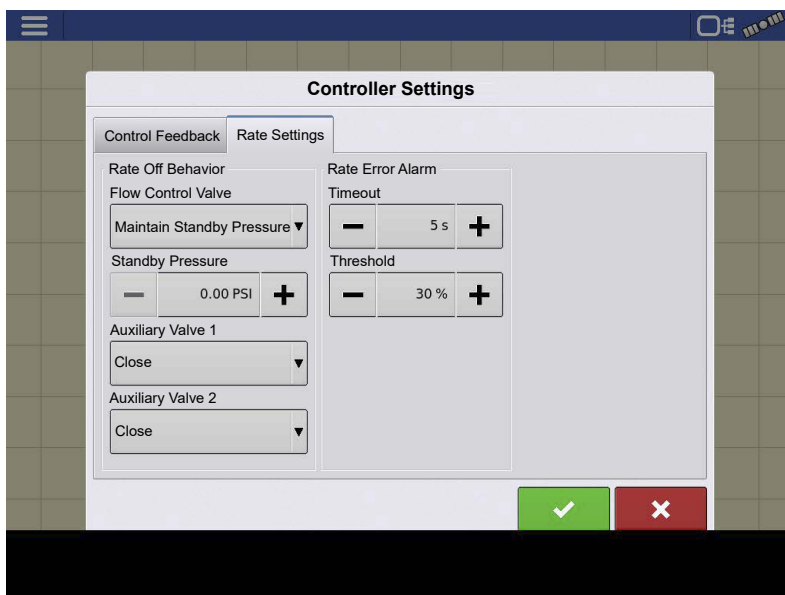 Controller Settings
Control Feedback
Rate Settings
Rate Off Behavior
Flow Control Valve
Maintain Standby Pressure
Standby Pressure
0.00 PSI
Auxiliary Valve 1
Close
Auxiliary Valve 2
Close
Rate Error Alarm
Timeout
5 s
Threshold
30 %